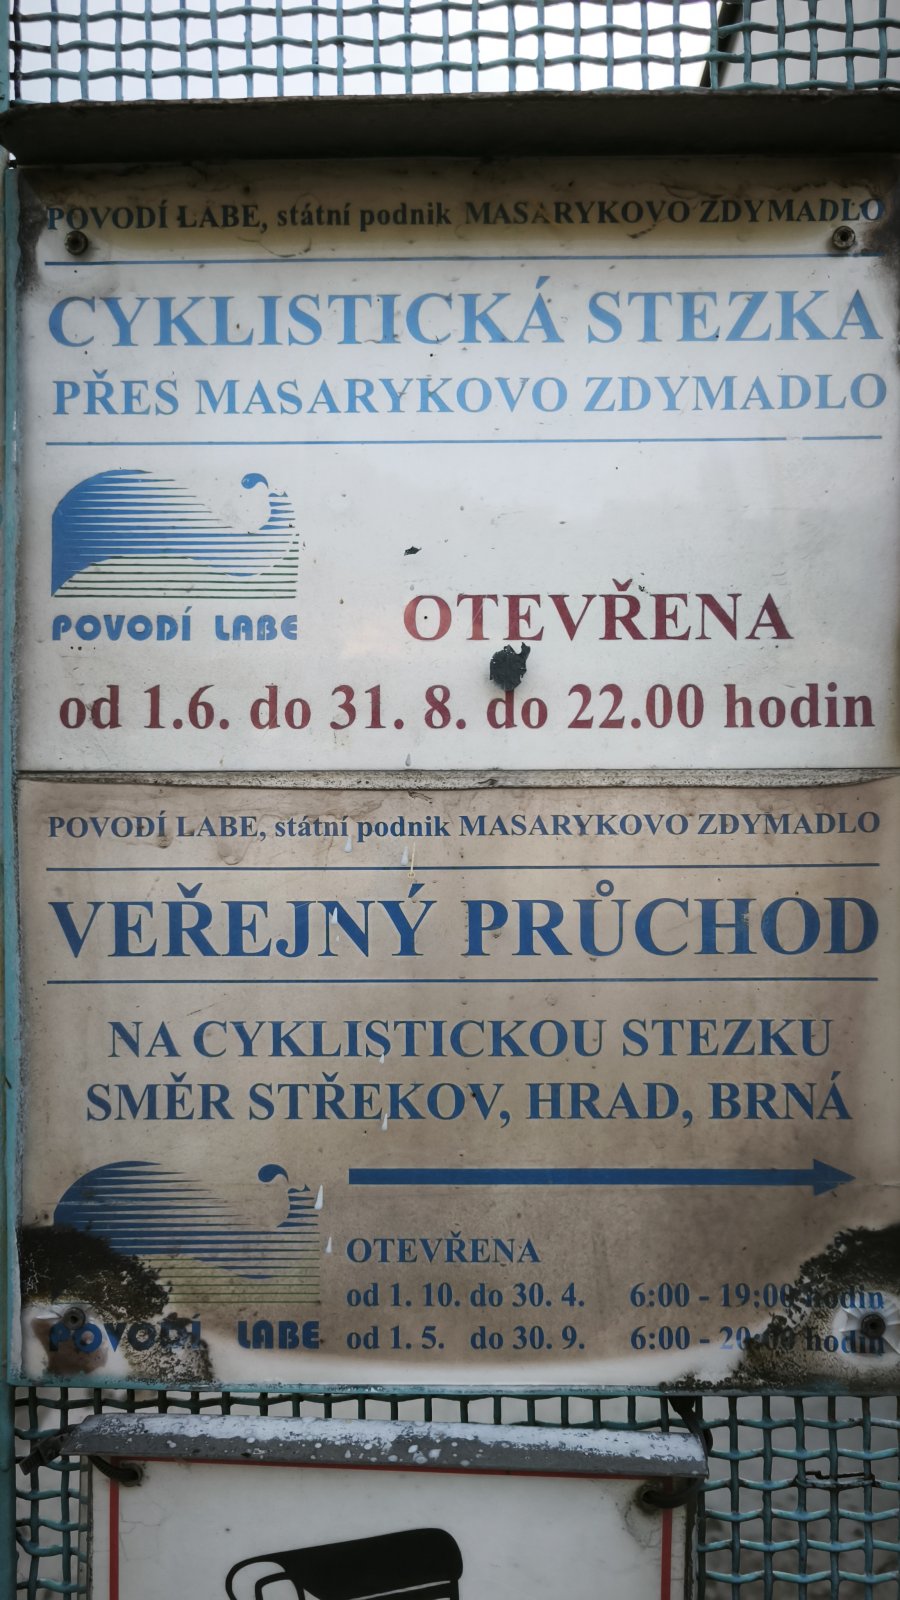 POVODÍ LABE, státní podnik MASARYKOVO ZDYMADLO
CYKLISTICKÁ STEZKA
PŘES MASARYKOVO ZDYMADLO
POVODÍ LABE
OTEVŘENA
od 1.6. do 31. 8. do 22.00 hodin
POVODÍ LABE, státní podnik MASARYKOVO ZDYMADLO
VEŘEJNÝ PRŮCHOD
NA CYKLISTICKOU STEZKU
SMĚR STŘEKOV, HRAD, BRNÁ
OTEVŘENA
od 1. 10. do 30. 4. 6:00 - 19:00 hodin
od 1. 5. do 30. 9. 6:00 - 20:00 hodin
POVODÍ LABE